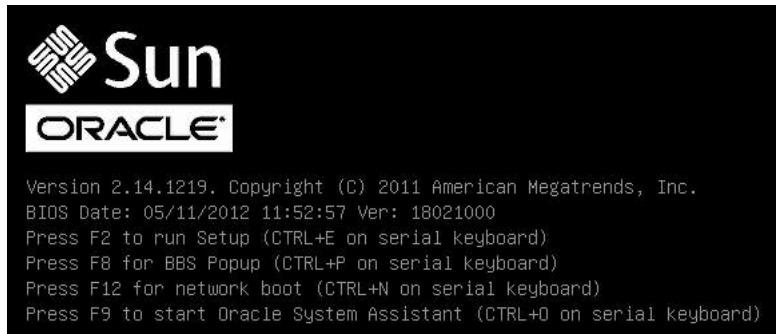 Sun
ORACLE
Version 2.14.1219. Copyright (C) 2011 American Megatrends, Inc.
BIOS Date: 05/11/2012 11:52:57 Ver: 18021000
Press F2 to run Setup (CTRL+E on serial keyboard)
Press F8 for BBS Popup (CTRL+P on serial keyboard)
Press F12 for network boot (CTRL+N on serial keyboard)
Press F9 to start Oracle System Assistant (CTRL+O on serial keyboard)